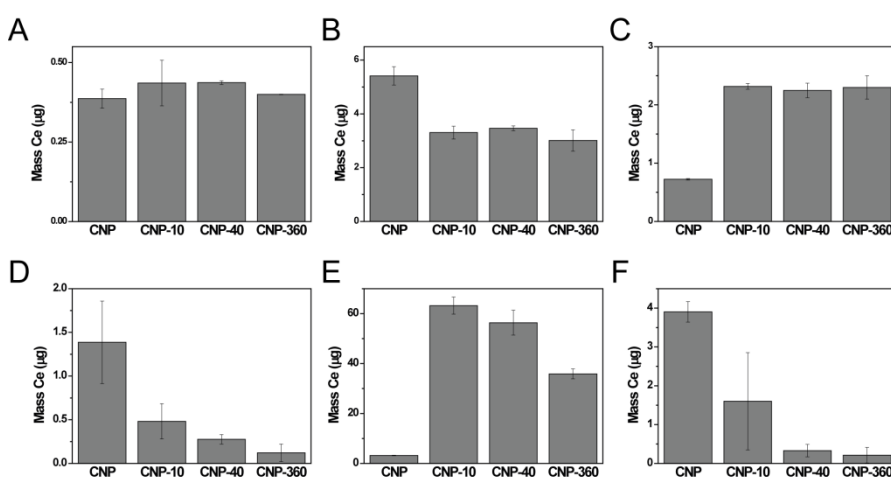 A
Mass Ce (µg)
0.50
0.25
0.00
CNP CNP-10 CNP-40 CNP-360
B
Mass Ce (µg)
6
4
2
0
CNP CNP-10 CNP-40 CNP-360
C
Mass Ce (µg)
3
2
1
0
CNP CNP-10 CNP-40 CNP-360
D
Mass Ce (µg)
2.0
1.5
1.0
0.5
0.0
CNP CNP-10 CNP-40 CNP-360
E
Mass Ce (µg)
60
40
20
0
CNP CNP-10 CNP-40 CNP-360
F
Mass Ce (µg)
4
3
2
1
0
CNP CNP-10 CNP-40 CNP-360